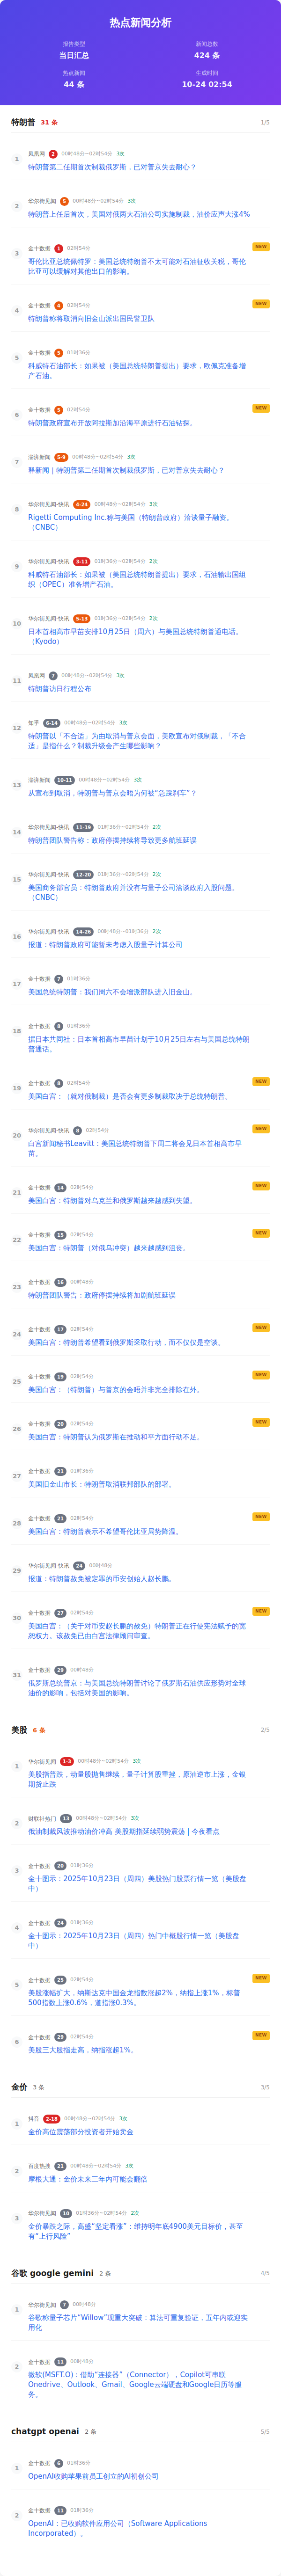 热点新闻分析
报告类型
当日汇总
新闻总数
424 条
热点新闻
44 条
生成时间
10-24 02:54
特朗普 31 条 1/5
1
凤凰网 2 00时48分~02时54分 3次
特朗普第二任期首次制裁俄罗斯，已对普京失去耐心？
2
华尔街见闻 5 00时48分~02时54分 3次
特朗普上任后首次，美国对俄两大石油公司实施制裁，油价应声大涨4%
3
金十数据 1 02时54分 NEW
哥伦比亚总统佩特罗：美国总统特朗普不太可能对石油征收关税，哥伦
比亚可以缓解对其他出口的影响。
4
金十数据 4 02时54分 NEW
特朗普称将取消向旧金山派出国民警卫队
5
金十数据 5 01时36分
科威特石油部长：如果被（美国总统特朗普提出）要求，欧佩克准备增
产石油。
6
金十数据 5 02时54分 NEW
特朗普政府宣布开放阿拉斯加沿海平原进行石油钻探。
7
澎湃新闻 5-9 00时48分~02时54分 3次
释新闻｜特朗普第二任期首次制裁俄罗斯，已对普京失去耐心？
8
华尔街见闻-快讯 4-24 00时48分~02时54分 3次
Rigetti Computing Inc.称与美国（特朗普政府）洽谈量子融资。
（CNBC）
9
华尔街见闻-快讯 3-11 01时36分~02时54分 2次
科威特石油部长：如果被（美国总统特朗普提出）要求，石油输出国组
织（OPEC）准备增产石油。
10
华尔街见闻-快讯 5-13 01时36分~02时54分 2次
日本首相高市早苗安排10月25日（周六）与美国总统特朗普通电话。
（Kyodo）
11
凤凰网 7 00时48分~02时54分 3次
特朗普访日行程公布
12
知乎 6-14 00时48分~02时54分 3次
特朗普以「不合适」为由取消与普京会面，美欧宣布对俄制裁，「不合
适」是指什么？制裁升级会产生哪些影响？
13
澎湃新闻 10-11 00时48分~02时54分 3次
从宣布到取消，特朗普与普京会晤为何被“急踩刹车”？
14
华尔街见闻-快讯 11-19 01时36分~02时54分 2次
特朗普团队警告称：政府停摆持续将导致更多航班延误
15
华尔街见闻-快讯 12-20 01时36分~02时54分 2次
美国商务部官员：特朗普政府并没有与量子公司洽谈政府入股问题。
（CNBC）
16
华尔街见闻-快讯 14-26 00时48分~01时36分 2次
报道：特朗普政府可能暂未考虑入股量子计算公司
17
金十数据 7 01时36分
美国总统特朗普：我们周六不会增派部队进入旧金山。
18
金十数据 8 01时36分
据日本共同社：日本首相高市早苗计划于10月25日左右与美国总统特朗
普通话。
19
金十数据 9 02时54分 NEW
美国白宫：（就对俄制裁）是否会有更多制裁取决于总统特朗普。
20
华尔街见闻-快讯 9 02时54分 NEW
白宫新闻秘书Leavitt：美国总统特朗普下周二将会见日本首相高市早
苗。
21
金十数据 14 02时54分 NEW
美国白宫：特朗普对乌克兰和俄罗斯越来越感到失望。
22
金十数据 15 02时54分 NEW
美国白宫：特朗普（对俄乌冲突）越来越感到沮丧。
23
金十数据 16 00时48分
特朗普团队警告：政府停摆持续将加剧航班延误
24
金十数据 17 02时54分 NEW
美国白宫：特朗普希望看到俄罗斯采取行动，而不仅仅是空谈。
25
金十数据 19 02时54分 NEW
美国白宫：（特朗普）与普京的会晤并非完全排除在外。
26
金十数据 20 02时54分 NEW
美国白宫：特朗普认为俄罗斯在推动和平方面行动不足。
27
金十数据 21 01时36分
美国旧金山市长：特朗普取消联邦部队的部署。
28
金十数据 21 02时54分 NEW
美国白宫：特朗普表示不希望哥伦比亚局势降温。
29
华尔街见闻-快讯 24 00时48分
报道：特朗普赦免被定罪的币安创始人赵长鹏。
30
金十数据 27 02时54分 NEW
美国白宫：（关于对币安赵长鹏的赦免）特朗普正在行使宪法赋予的宽
恕权力。该赦免已由白宫法律顾问审查。
31
金十数据 29 00时48分
俄罗斯总统普京：与美国总统特朗普讨论了俄罗斯石油供应形势对全球
油价的影响，包括对美国的影响。
美股 6 条 2/5
1
华尔街见闻 1-3 00时48分~02时54分 3次
美股指普跌，动量股抛售继续，量子计算股重挫，原油逆市上涨，金银
期货止跌
2
财联社热门 13 00时48分~02时54分 3次
俄油制裁风波推动油价冲高 美股期指延续弱势震荡 | 今夜看点
3
金十数据 20 01时36分
金十图示：2025年10月23日（周四）美股热门股票行情一览（美股盘
中）
4
金十数据 24 01时36分
金十图示：2025年10月23日（周四）热门中概股行情一览（美股盘
中）
5
金十数据 25 02时54分 NEW
美股涨幅扩大，纳斯达克中国金龙指数涨超2%，纳指上涨1%，标普
500指数上涨0.6%，道指涨0.3%。
6
金十数据 29 02时54分 NEW
美股三大股指走高，纳指涨超1%。
金价 3 条 3/5
1
抖音 2-18 00时48分~02时54分 3次
金价高位震荡部分投资者开始卖金
2
百度热搜 21 00时48分~02时54分 3次
摩根大通：金价未来三年内可能会翻倍
3
华尔街见闻 10 01时36分~02时54分 2次
金价暴跌之际，高盛“坚定看涨”：维持明年底4900美元目标价，甚至
有“上行风险”
谷歌 google gemini 2 条 4/5
1
华尔街见闻 7 00时48分
谷歌称量子芯片“Willow”现重大突破：算法可重复验证，五年内或迎实
用化
2
金十数据 11 00时48分
微软(MSFT.O)：借助“连接器”（Connector），Copilot可串联
Onedrive、Outlook、Gmail、Google云端硬盘和Google日历等服
务。
chatgpt openai 2 条 5/5
1
金十数据 6 01时36分
OpenAI收购苹果前员工创立的AI初创公司
2
金十数据 11 01时36分
OpenAI：已收购软件应用公司（Software Applications
Incorporated）。